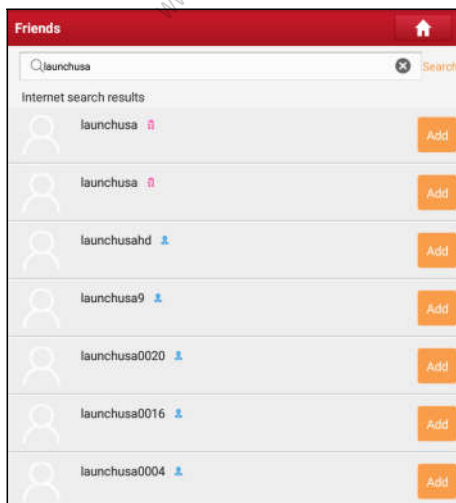 Friends
launchusa
Search
Internet search results
launchusa
Add
launchusa
Add
launchusahd
Add
launchusa9
Add
launchusa0020
Add
launchusa0016
Add
launchusa0004
Add